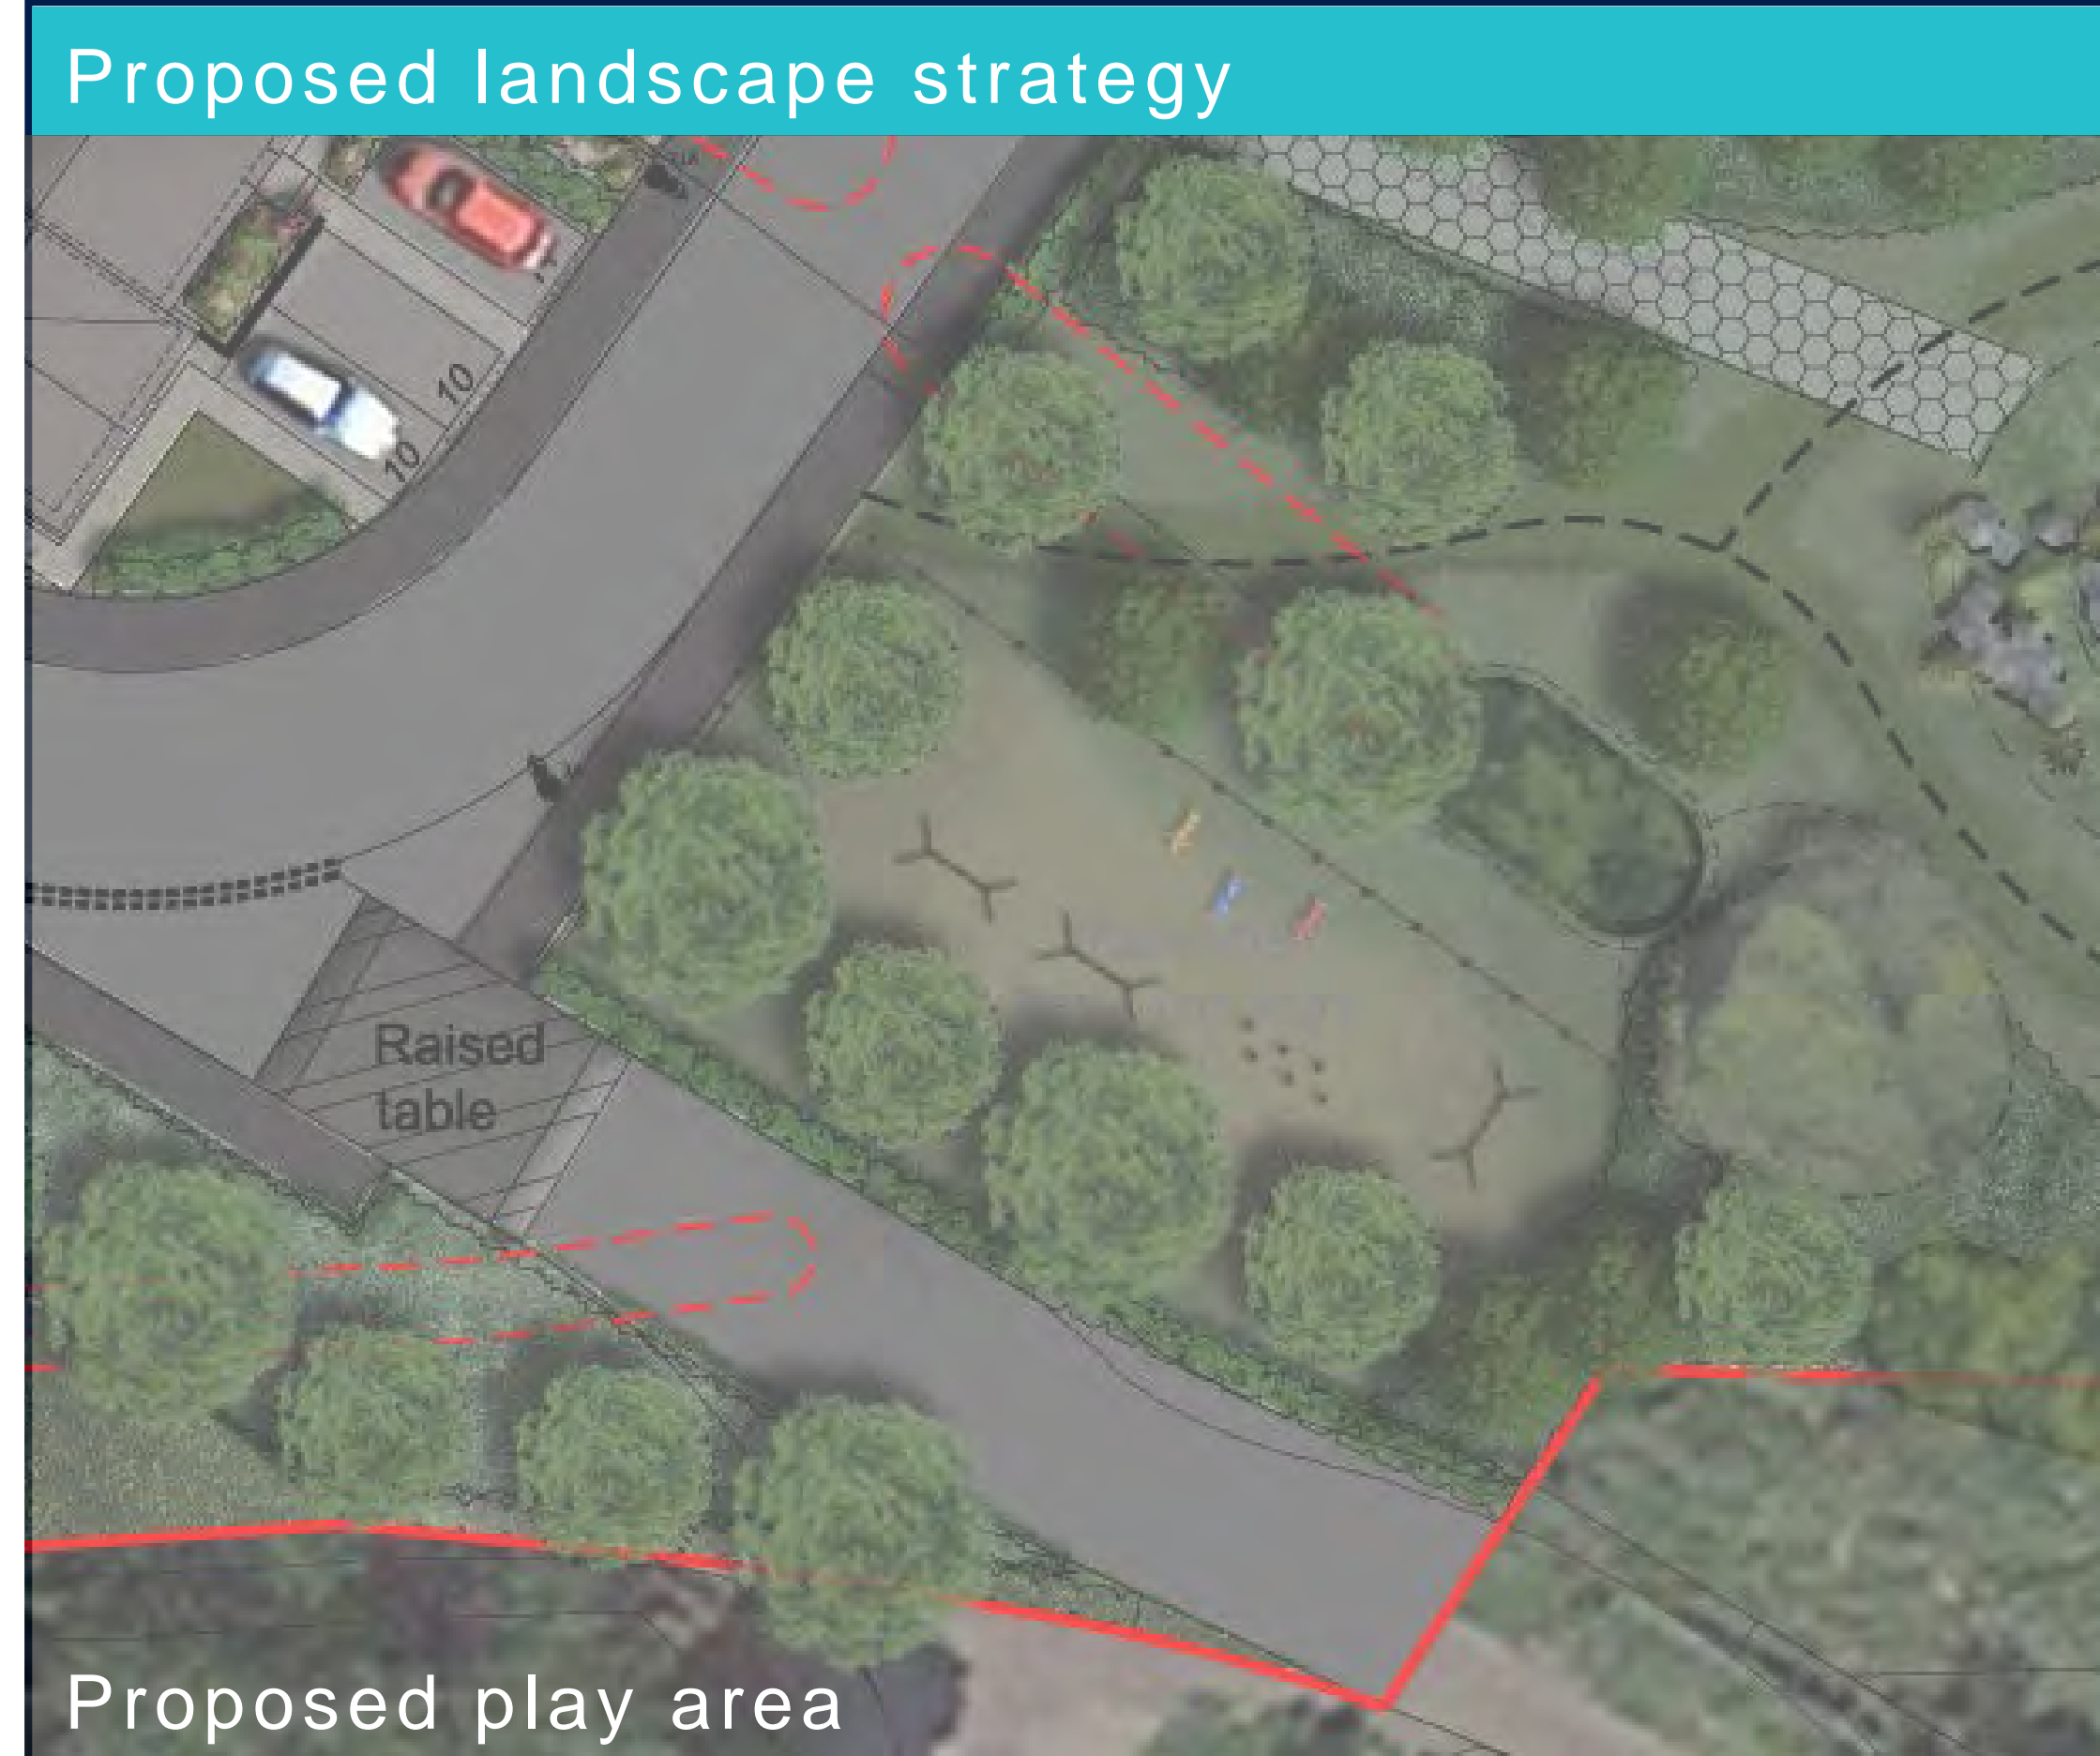 Proposed landscape strategy
10
10
Raised
table
Proposed play area